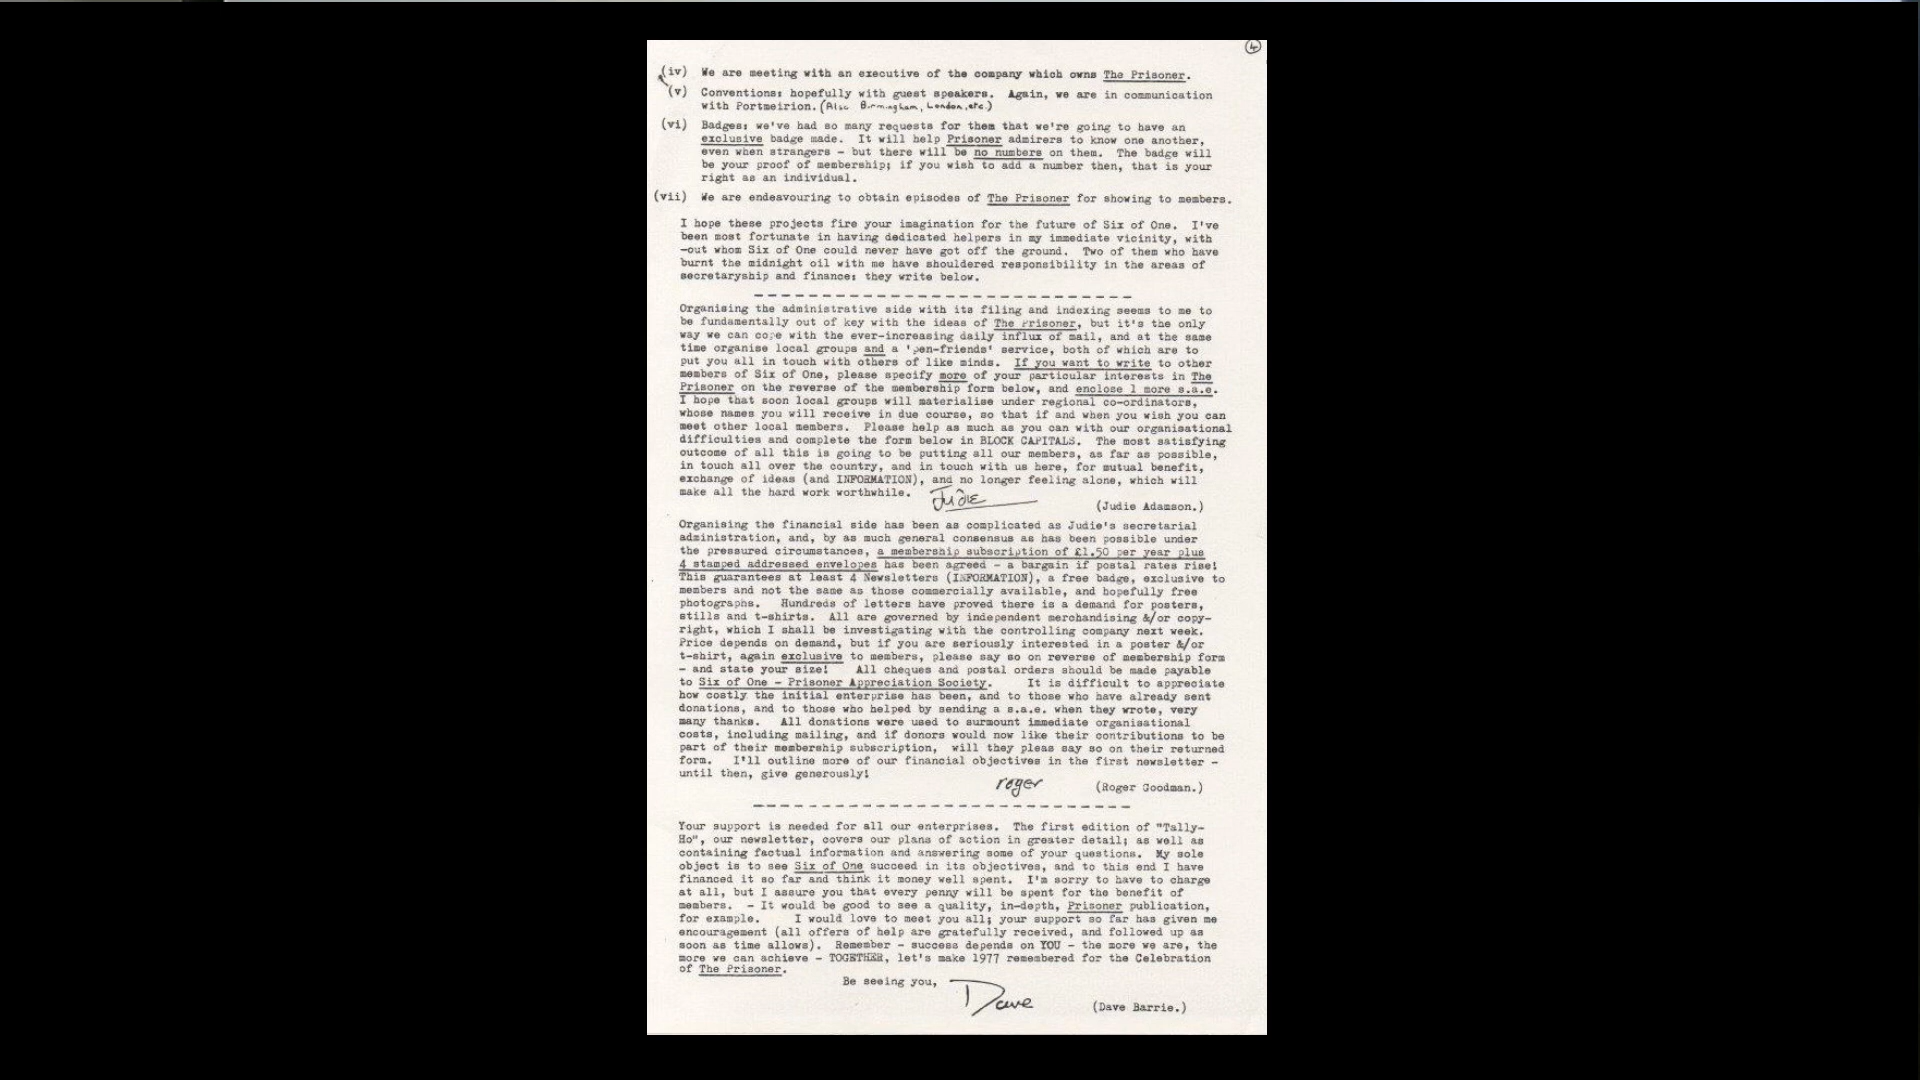 4
(iv) We are meeting with an executive of the company which owns The Prisoner.
(v) Conventions: hopefully with guest speakers. Again, we are in communication
with Portmeirion. (Also Birmingham, London, etc.)
(vi) Badges: we've had so many requests for them that we're going to have an
exclusive badge made. It will help Prisoner admirers to know one another,
even when strangers - but there will be no numbers on them. The badge will
be your proof of membership; if you wish to add a number then, that is your
right as an individual.
(vii) We are endeavouring to obtain episodes of The Prisoner for showing to members.
I hope these projects fire your imagination for the future of Six of One. I've
been most fortunate in having dedicated helpers in my immediate vicinity, with
-out whom Six of One could never have got off the ground. Two of them who have
burnt the midnight oil with me have shouldered responsibility in the areas of
secretaryship and finance: they write below.
Organising the administrative side with its filing and indexing seems to me to
be fundamentally out of key with the ideas of The Prisoner, but it's the only
way we can cope with the ever-increasing daily influx of mail, and at the same
time organise local groups and a 'pen-friends' service, both of which are to
put you all in touch with others of like minds. If you want to write to other
members of Six of One, please specify more of your particular interests in The
Prisoner on the reverse of the membership form below, and enclose 1 more s.a.e.
I hope that soon local groups will materialise under regional co-ordinators,
whose names you will receive in due course, so that if and when you wish you can
meet other local members. Please help as much as you can with our organisational
difficulties and complete the form below in BLOCK CAPITALS. The most satisfying
outcome of all this is going to be putting all our members, as far as possible,
in touch all over the country, and in touch with us here, for mutual benefit,
exchange of ideas (and INFORMATION), and no longer feeling alone, which will
make all the hard work worthwhile. Judie
(Judie Adamson.)
Organising the financial side has been as complicated as Judie's secretarial
administration, and, by as much general consensus as has been possible under
the pressured circumstances, a membership subscription of £1.50 per year plus
4 stamped addressed envelopes has been agreed - a bargain if postal rates rise!
This guarantees at least 4 Newsletters (INFORMATION), a free badge, exclusive to
members and not the same as those commercially available, and hopefully free
photographs. Hundreds of letters have proved there is a demand for posters,
stills and t-shirts. All are governed by independent merchandising &/or copy-
right, which I shall be investigating with the controlling company next week.
Price depends on demand, but if you are seriously interested in a poster &/or
t-shirt, again exclusive to members, please say so on reverse of membership form
- and state your size! All cheques and postal orders should be made payable
to Six of One - Prisoner Appreciation Society. It is difficult to appreciate
how costly the initial enterprise has been, and to those who have already sent
donations, and to those who helped by sending a s.a.e. when they wrote, very
many thanks. All donations were used to surmount immediate organisational
costs, including mailing, and if donors would now like their contributions to be
part of their membership subscription, will they pleas say so on their returned
form. I'll outline more of our financial objectives in the first newsletter -
until then, give generously!
roger (Roger Goodman.)
Your support is needed for all our enterprises. The first edition of "Tally-
Ho", our newsletter, covers our plans of action in greater detail; as well as
containing factual information and answering some of your questions. My sole
object is to see Six of One succeed in its objectives, and to this end I have
financed it so far and think it money well spent. I'm sorry to have to charge
at all, but I assure you that every penny will be spent for the benefit of
members. - It would be good to see a quality, in-depth, Prisoner publication,
for example. I would love to meet you all; your support so far has given me
encouragement (all offers of help are gratefully received, and followed up as
soon as time allows). Remember - success depends on YOU - the more we are, the
more we can achieve - TOGETHER, let's make 1977 remembered for the Celebration
of The Prisoner.
Be seeing you,
Dave (Dave Barrie.)